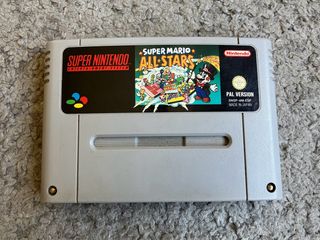 SUPER NINTENDO
ENTERTAINMENT SYSTEM
SUPER MARIO
ALL-STARS
Nintendo
PAL VERSION
MADE IN JAPAN